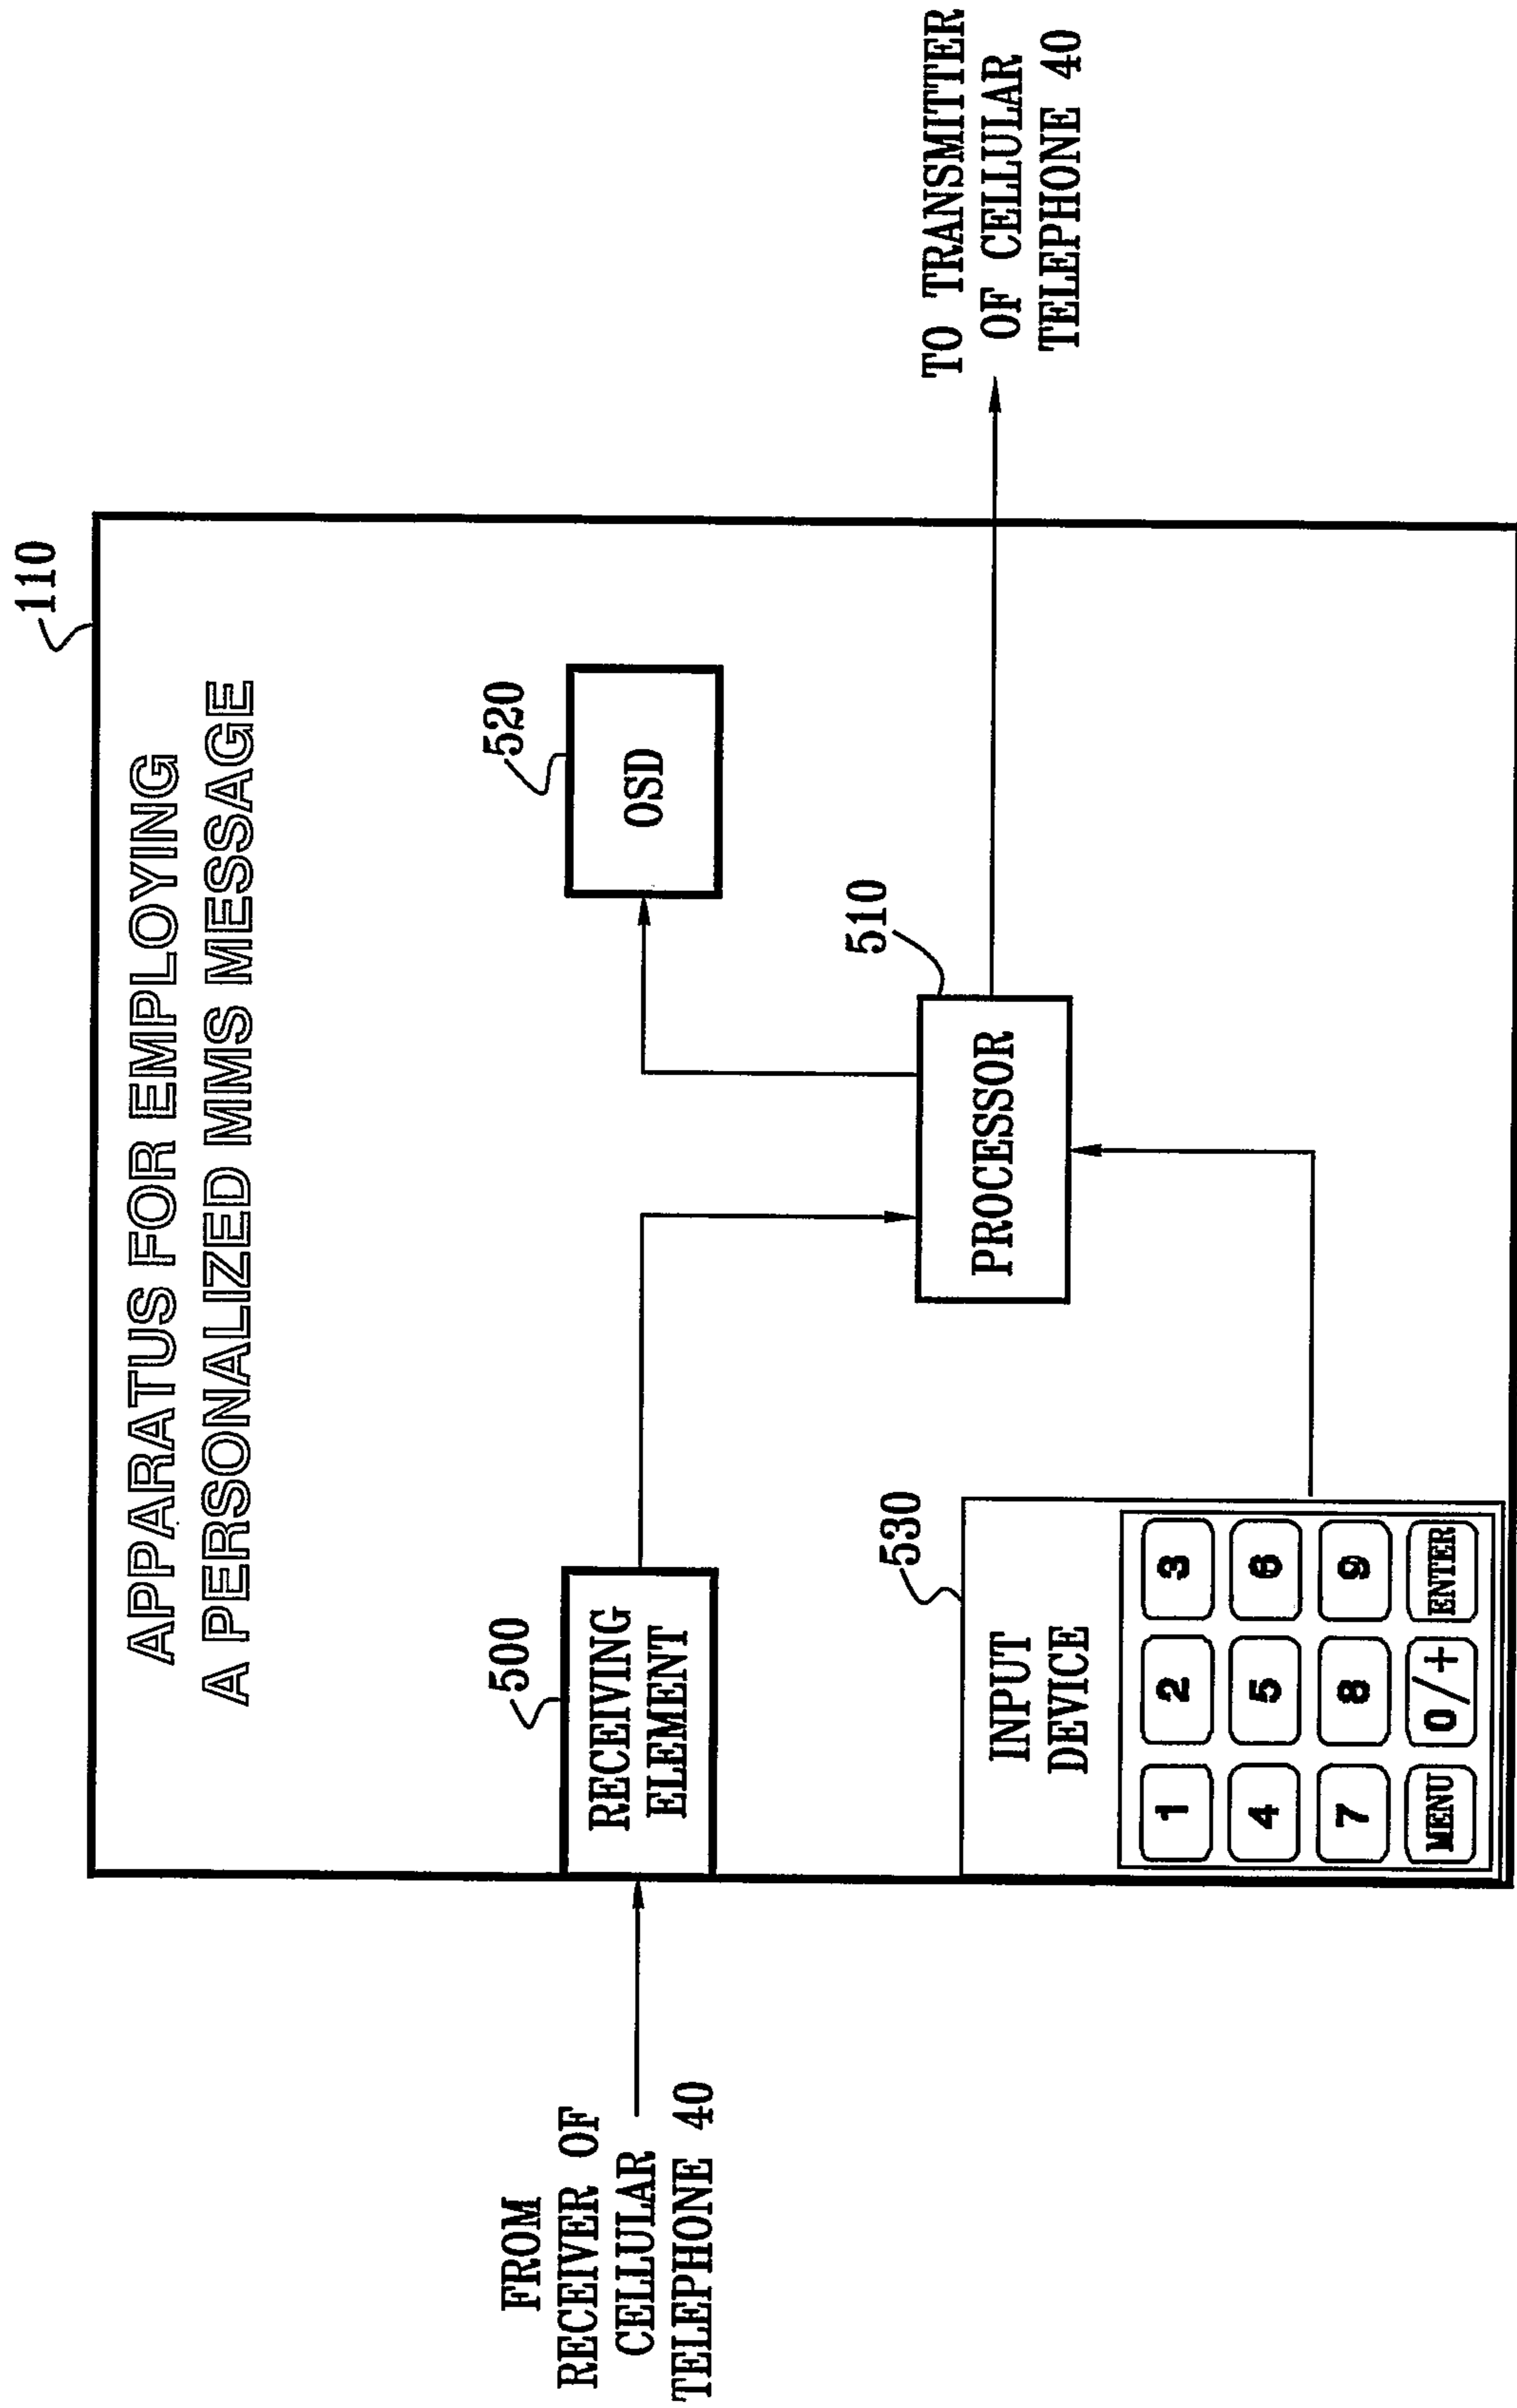 110
APPARATUS FOR EMPLOYING
A PERSONALIZED MMS MESSAGE
500
RECEIVING
ELEMENT
520
OSD
FROM
RECEIVER OF
CELLULAR
TELEPHONE 40
510
PROCESSOR
TO TRANSMITTER
OF CELLULAR
TELEPHONE 40
530
INPUT
DEVICE
1 2 3
4 5 6
7 8 9
MENU 0/+ ENTER